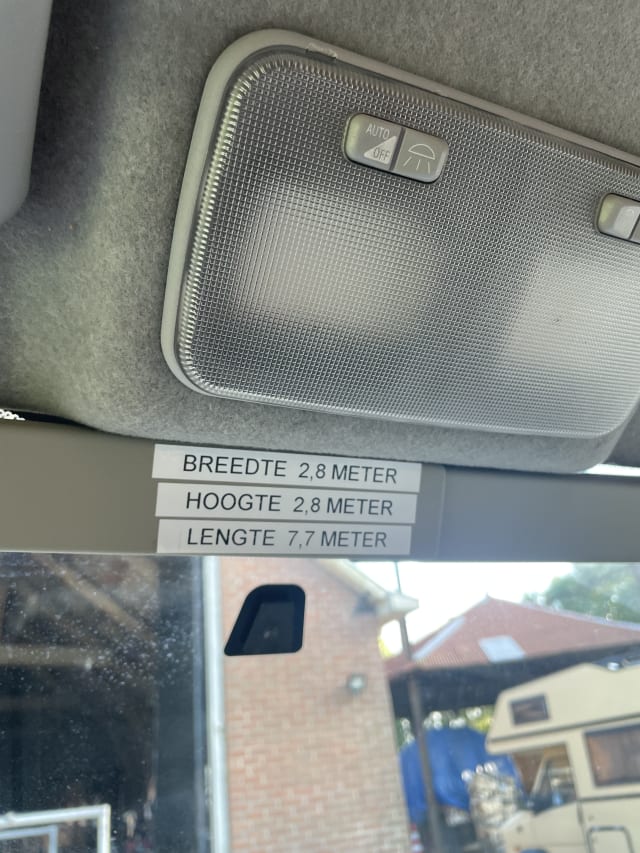 AUTO
OFF
BREEDTE 2,8 METER
HOOGTE 2,8 METER
LENGTE 7,7 METER